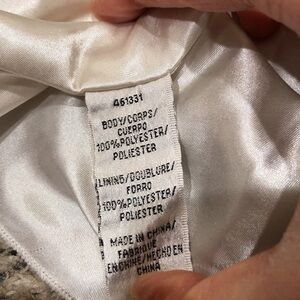 461331
BODY/CORPS/
CUERPO
100%POLYESTER/
POLIESTER
LINING/DOUBLURE/
FORRO
100%POLYESTER/
POLIESTER
MADE IN CHINA/
FABRIQUE
EN CHINE/HECHO EN
CHINA